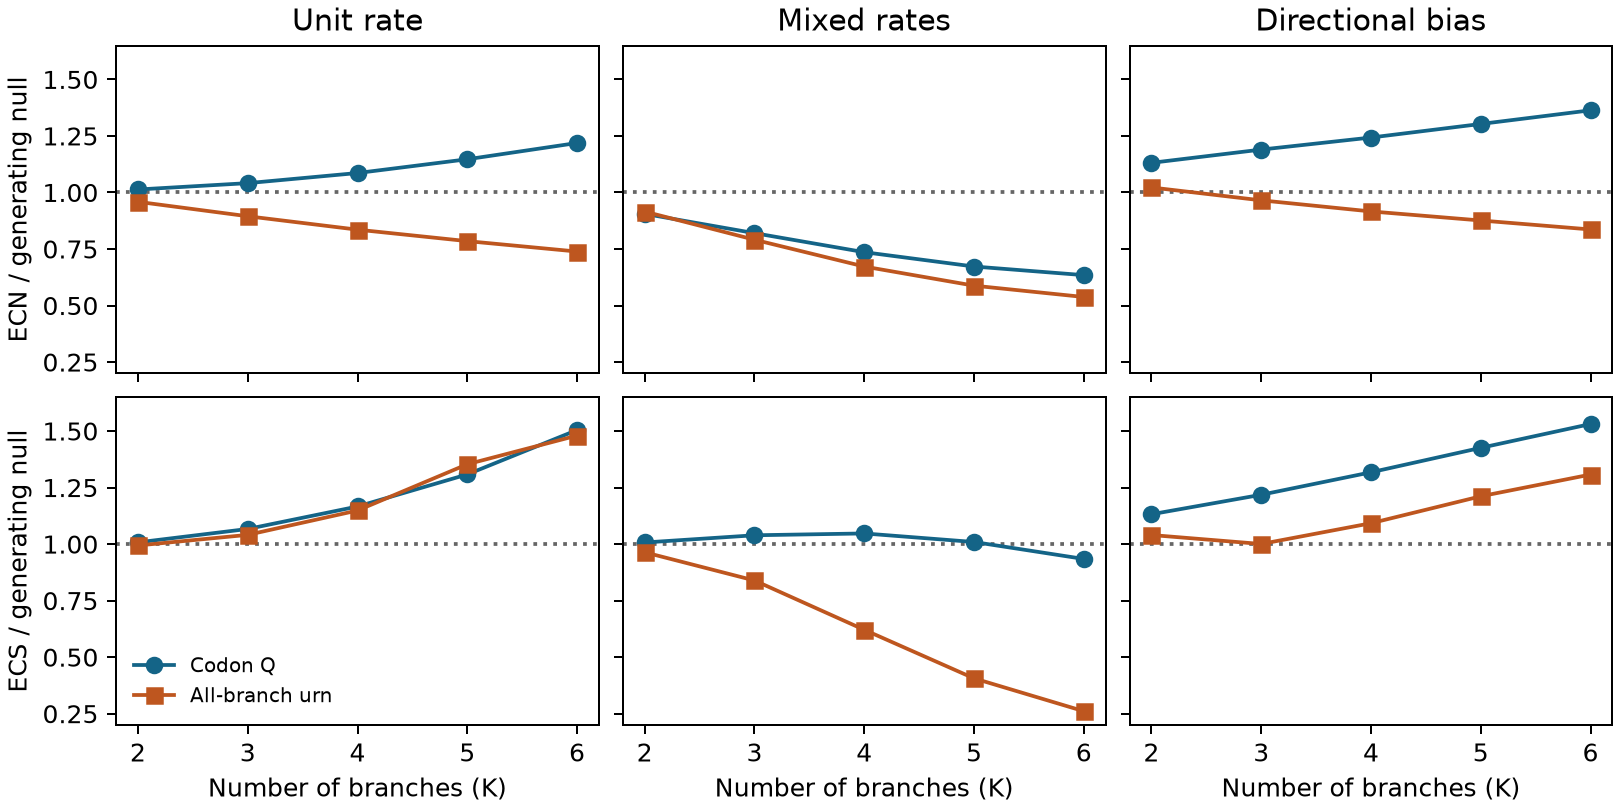 Unit rate
Mixed rates
Directional bias
ECN / generating null
1.50
1.25
1.00
0.75
0.50
0.25
ECS / generating null
1.50
1.25
1.00
0.75
0.50
0.25
Codon Q
All-branch urn
2 3 4 5 6
2 3 4 5 6
2 3 4 5 6
Number of branches (K)
Number of branches (K)
Number of branches (K)